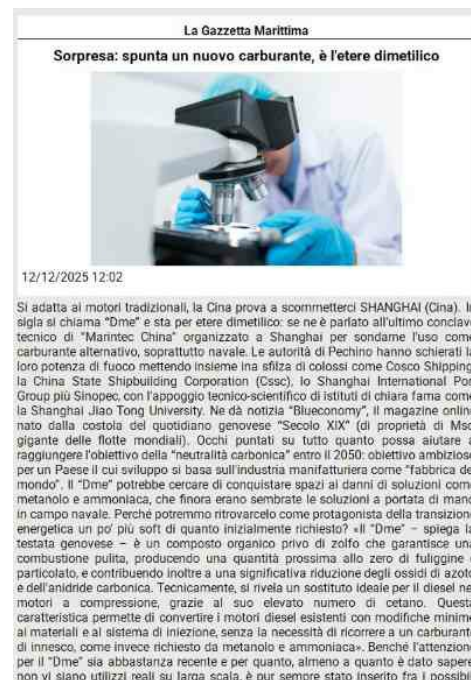 La Gazzetta Marittima
Sorpresa: spunta un nuovo carburante, è l'etere dimetilico
12/12/2025 12:02
Si adatta ai motori tradizionali, la Cina prova a scommetterci SHANGHAI (Cina). In
sigla si chiama "Dme" e sta per etere dimetilico: se ne è parlato all'ultimo conclave
tecnico di "Marintec China" organizzato a Shanghai per sondarne l'uso come
carburante alternativo, soprattutto navale. Le autorità di Pechino hanno schierati la
loro potenza di fuoco mettendo insieme ina sfilza di colossi come Cosco Shipping,
la China State Shipbuilding Corporation (Cssc), lo Shanghai International Port
Group più Sinopec, con l'appoggio tecnico-scientifico di istituti di chiara fama come
la Shanghai Jiao Tong University. Ne dà notizia "Blueconomy", il magazine online
nato dalla costola del quotidiano genovese "Secolo XIX" (di proprietà di Msc
gigante delle flotte mondiali). Occhi puntati su tutto quanto possa aiutare a
raggiungere l'obiettivo della "neutralità carbonica" entro il 2050: obiettivo ambizioso
per un Paese il cui sviluppo si basa sull'industria manifatturiera come "fabbrica del
mondo". Il "Dme" potrebbe cercare di conquistare spazi ai danni di soluzioni come
metanolo e ammoniaca, che finora erano sembrate le soluzioni a portata di mano
in campo navale. Perché potremmo ritrovarcelo come protagonista della transizione
energetica un po' più soft di quanto inizialmente richiesto? «Il "Dme" – spiega la
testata genovese – è un composto organico privo di zolfo che garantisce una
combustione pulita, producendo una quantità prossima allo zero di fuliggine e
particolato, e contribuendo inoltre a una significativa riduzione degli ossidi di azoto
e dell'anidride carbonica. Tecnicamente, si rivela un sostituto ideale per il diesel nei
motori a compressione, grazie al suo elevato numero di cetano. Questa
caratteristica permette di convertire i motori diesel esistenti con modifiche minime
ai materiali e al sistema di iniezione, senza la necessità di ricorrere a un carburante
di innesco, come invece richiesto da metanolo e ammoniaca». Benché l'attenzione
per il "Dme" sia abbastanza recente e per quanto, almeno a quanto è dato sapere,
non vi siano utilizzi reali su larga scala, è pur sempre stato inserito fra i possibili